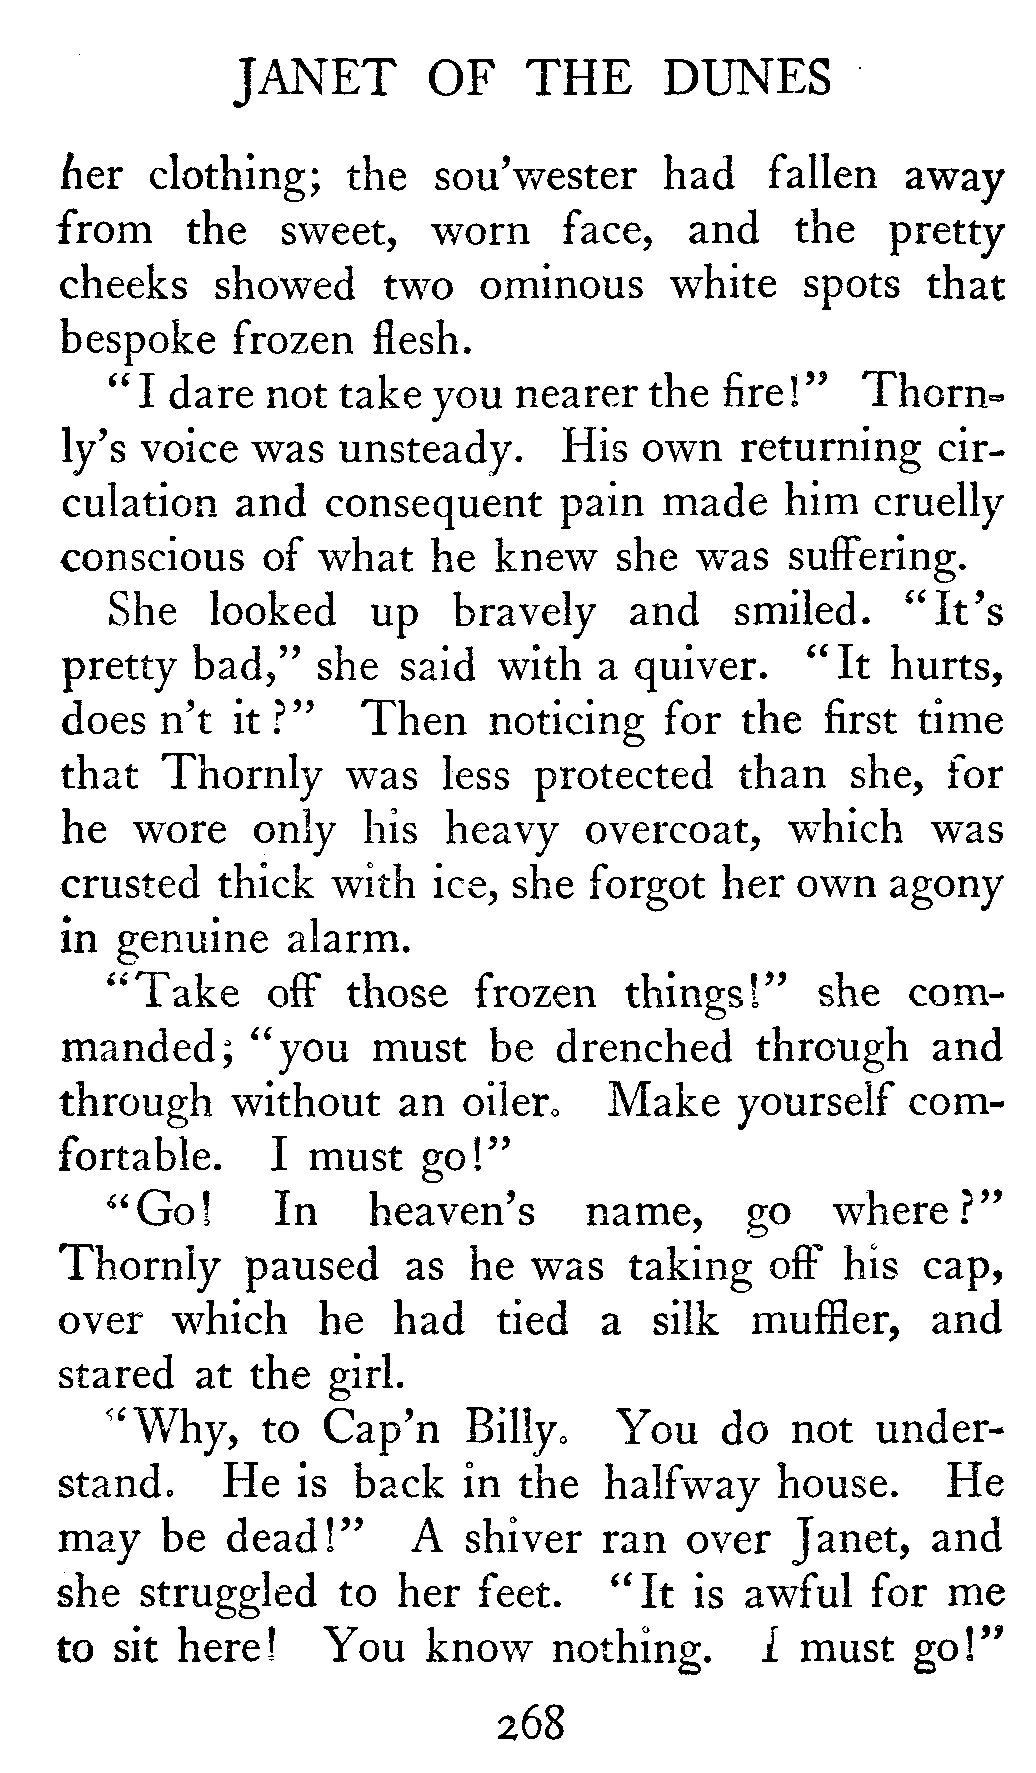 JANET OF THE DUNES
her clothing; the sou'wester had fallen away
from the sweet, worn face, and the pretty
cheeks showed two ominous white spots that
bespoke frozen flesh.
"I dare not take you nearer the fire!" Thorn-
ly's voice was unsteady. His own returning cir-
culation and consequent pain made him cruelly
conscious of what he knew she was suffering.
She looked up bravely and smiled. "It's
pretty bad," she said with a quiver. "It hurts,
does n't it?" Then noticing for the first time
that Thornly was less protected than she, for
he wore only his heavy overcoat, which was
crusted thick with ice, she forgot her own agony
in genuine alarm.
"Take off those frozen things!" she com-
manded; "you must be drenched through and
through without an oiler. Make yourself com-
fortable. I must go!"
"Go! In heaven's name, go where?"
Thornly paused as he was taking off his cap,
over which he had tied a silk muffler, and
stared at the girl.
"Why, to Cap'n Billy. You do not under-
stand. He is back in the halfway house. He
may be dead!" A shiver ran over Janet, and
she struggled to her feet. "It is awful for me
to sit here! You know nothing. I must go!"
268